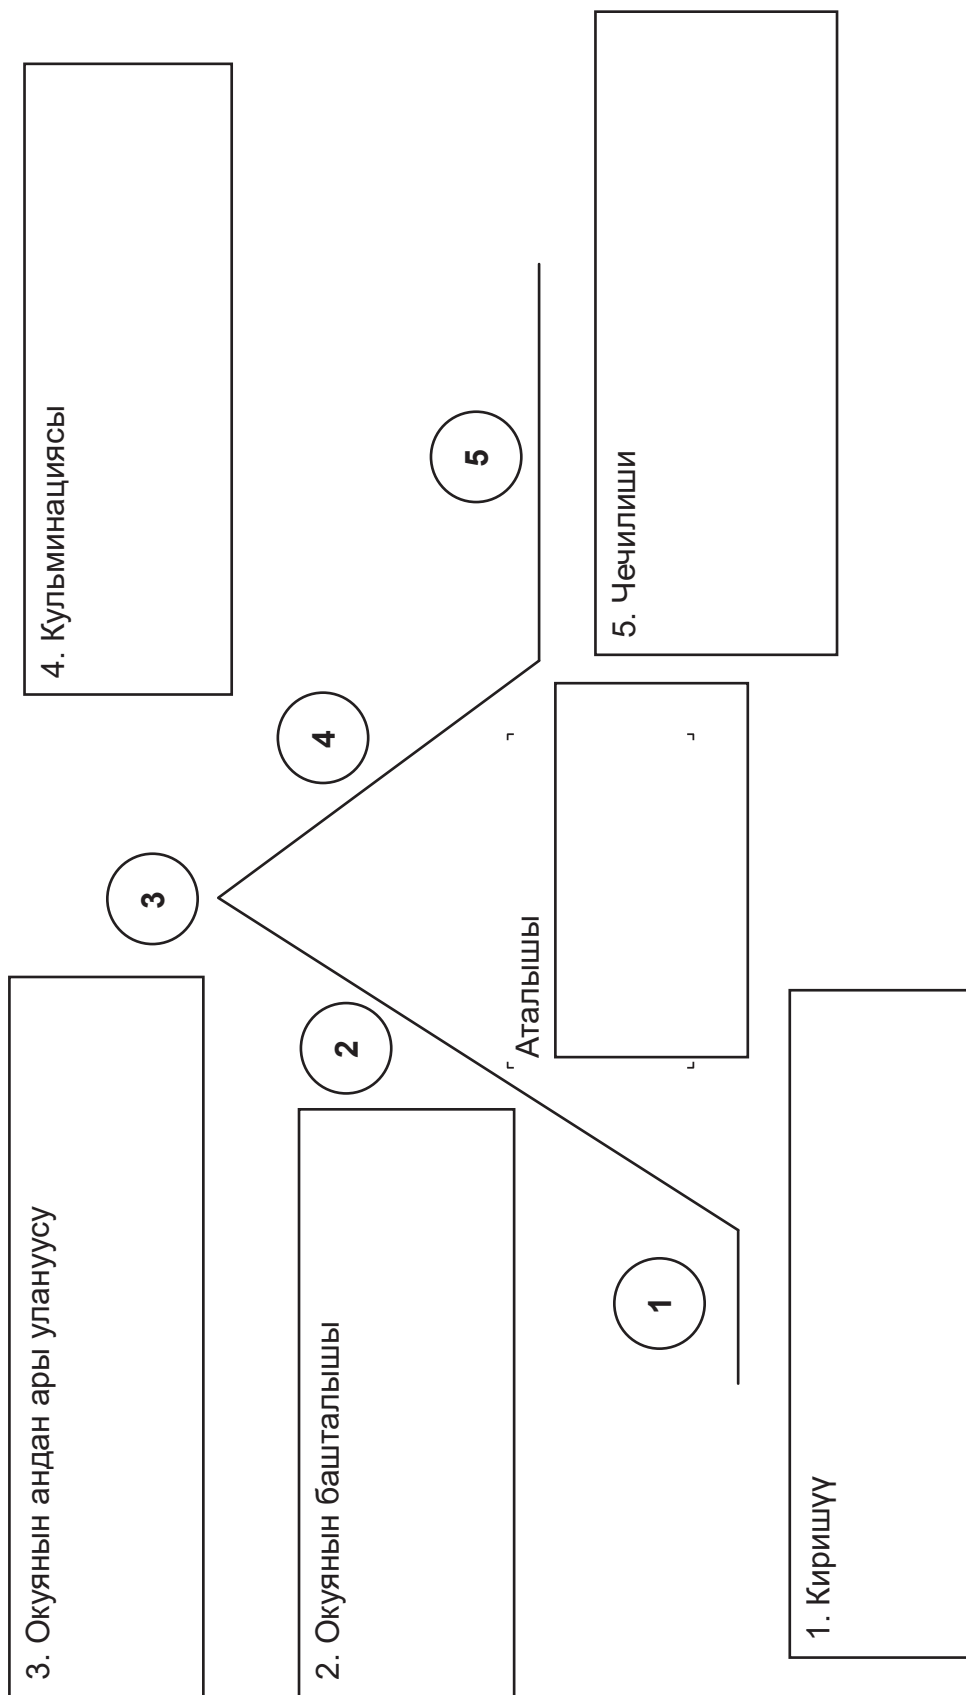 3. Окуянын андан ары улануусу
4. Кульминациясы
3
2. Окуянын башталышы
2
4
5
Аталышы
1
5. Чечилиши
1. Киришүү